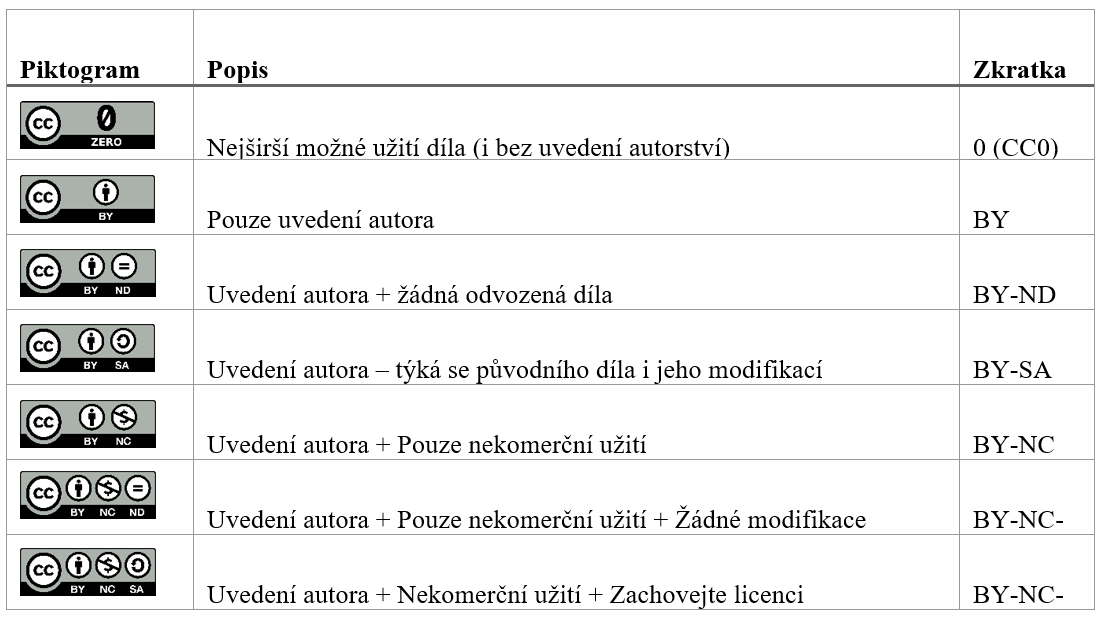 Piktogram Popis Zkratka
cc 0 ZERO
Nejširší možné užití díla (i bez uvedení autorství) 0 (CC0)
cc BY
Pouze uvedení autora BY
cc = BY ND
Uvedení autora + žádná odvozená díla BY-ND
cc BY SA
Uvedení autora – týká se původního díla i jeho modifikací BY-SA
cc $ BY NC
Uvedení autora + Pouze nekomerční užití BY-NC
cc $ = BY NC ND
Uvedení autora + Pouze nekomerční užití + Žádné modifikace BY-NC-
cc $ BY NC SA
Uvedení autora + Nekomerční užití + Zachovejte licenci BY-NC-